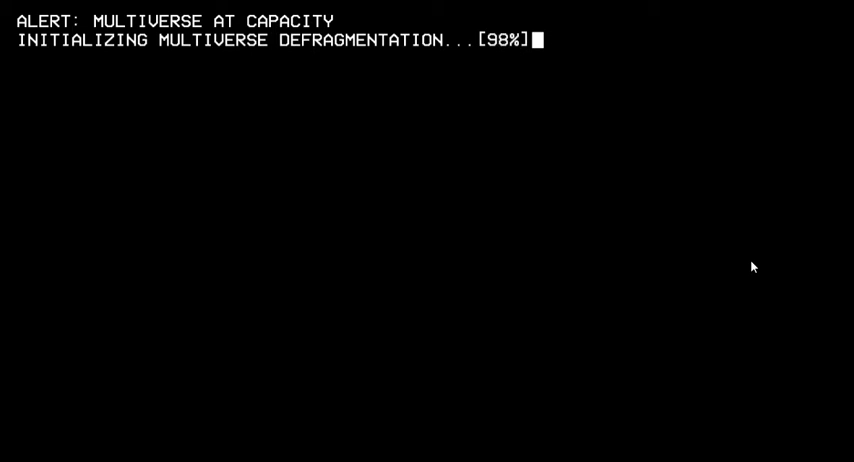 ALERT: MULTIVERSE AT CAPACITY
INITIALIZING MULTIVERSE DEFRAGMENTATION...[98%]